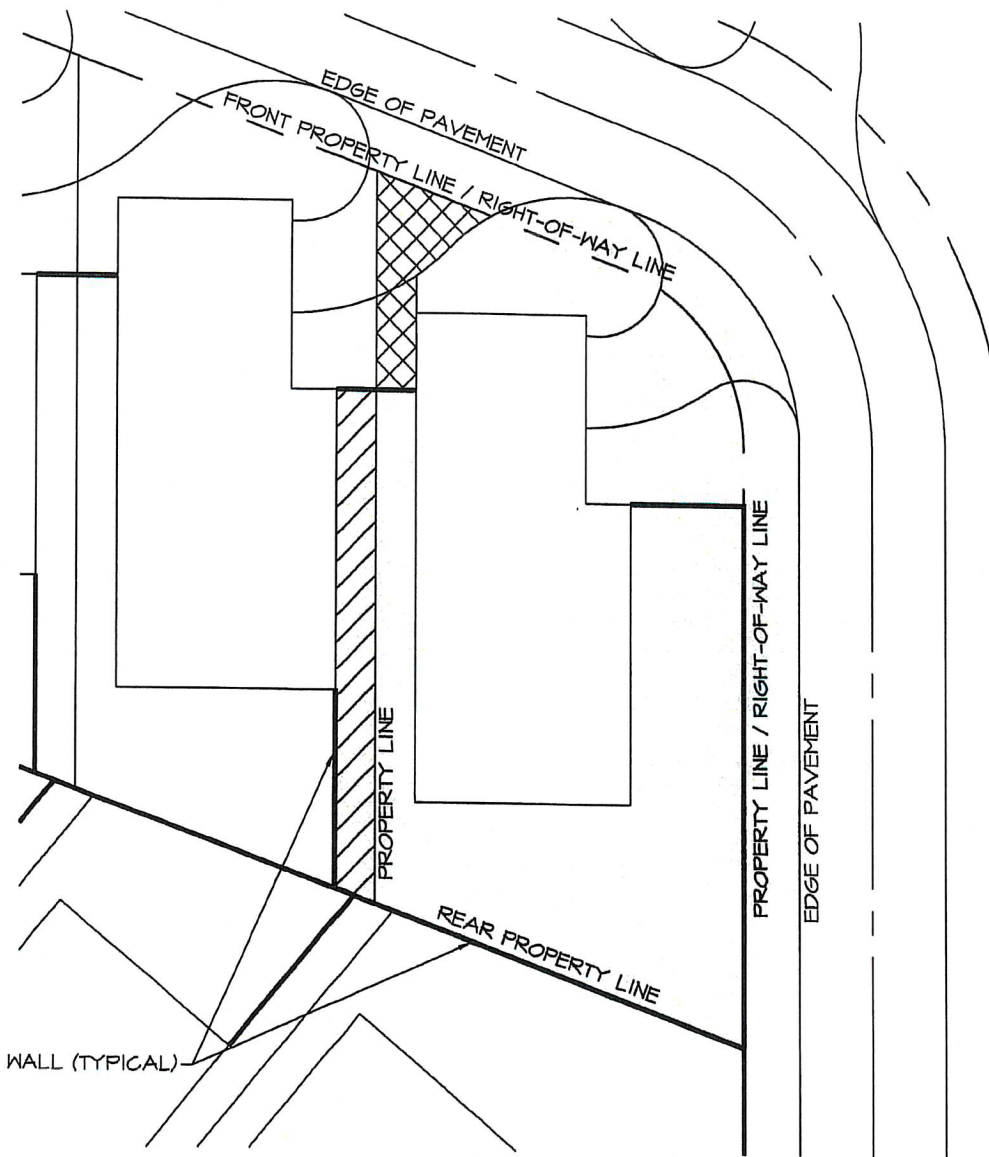 EDGE OF PAVEMENT
FRONT PROPERTY LINE / RIGHT-OF-WAY LINE
PROPERTY LINE / RIGHT-OF-WAY LINE
EDGE OF PAVEMENT
PROPERTY LINE
REAR PROPERTY LINE
WALL (TYPICAL)